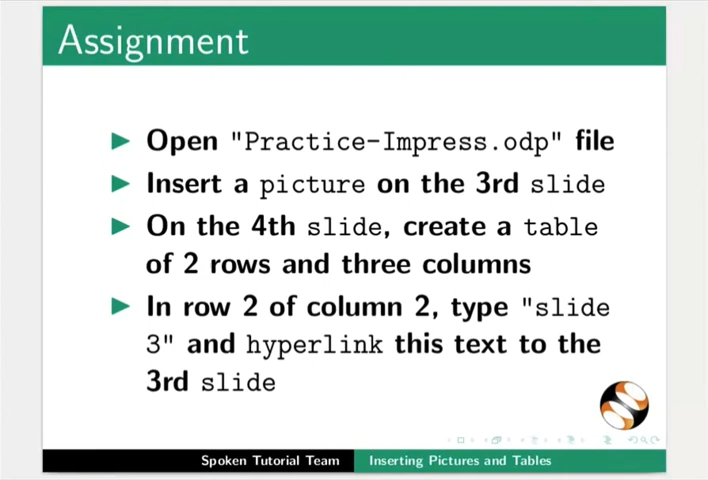 Assignment
Open "Practice-Impress.odp" file
Insert a picture on the 3rd slide
On the 4th slide, create a table
of 2 rows and three columns
In row 2 of column 2, type "slide
3" and hyperlink this text to the
3rd slide
Spoken Tutorial Team
Inserting Pictures and Tables